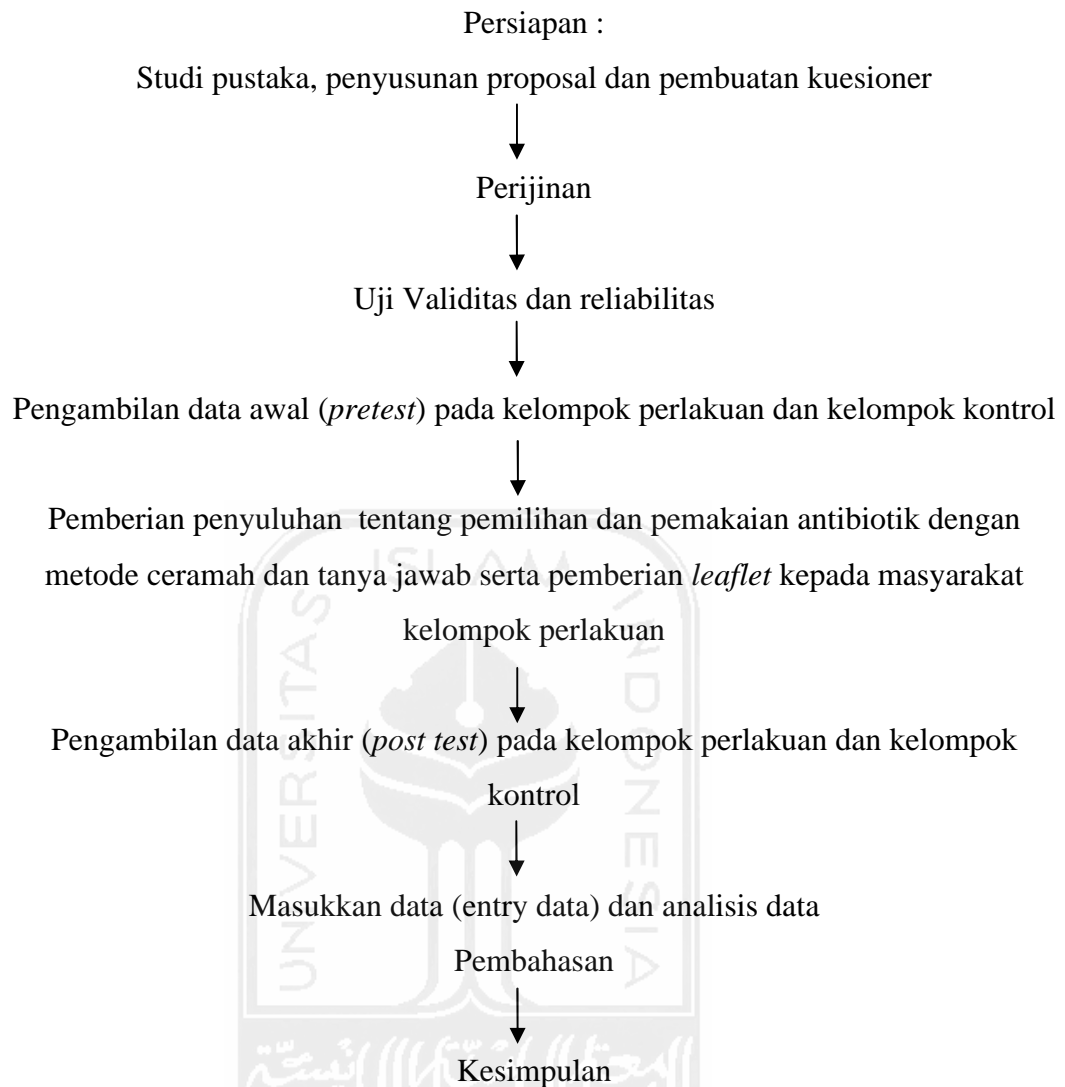 Persiapan :
Studi pustaka, penyusunan proposal dan pembuatan kuesioner
Perijinan
Uji Validitas dan reliabilitas
Pengambilan data awal (pretest) pada kelompok perlakuan dan kelompok kontrol
Pemberian penyuluhan tentang pemilihan dan pemakaian antibiotik dengan
metode ceramah dan tanya jawab serta pemberian leaflet kepada masyarakat
kelompok perlakuan
Pengambilan data akhir (post test) pada kelompok perlakuan dan kelompok
kontrol
Masukkan data (entry data) dan analisis data
Pembahasan
Kesimpulan
UNIVERSITAS
ISLAM
INDONESIA